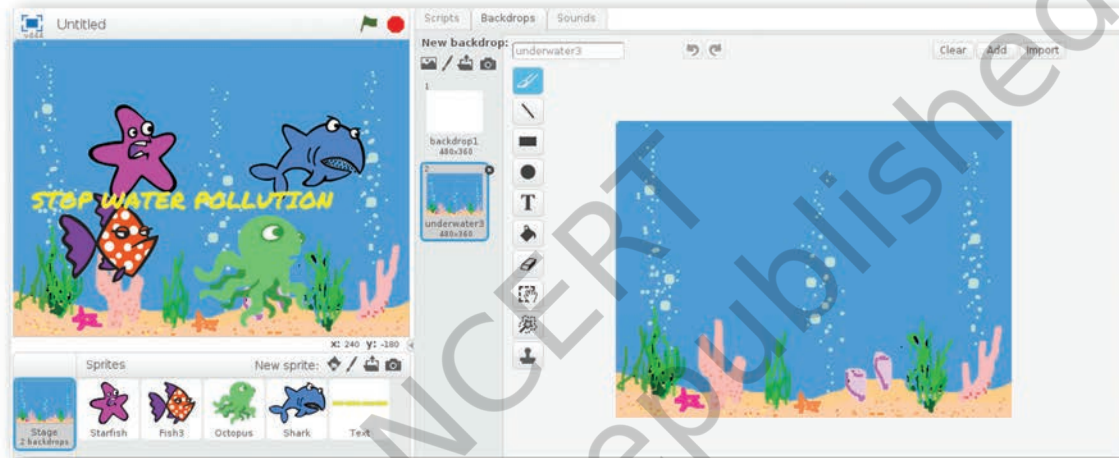 Untitled
v444
Scripts Backdrops Sounds
New backdrop:
underwater3
Clear Add Import
1
backdrop1
480x360
2
underwater3
480x360
T
STOP WATER POLLUTION
x: 240 y: -180
Sprites New sprite:
Stage
2 backdrops
Starfish Fish3 Octopus Shark Text
NCERT
republished